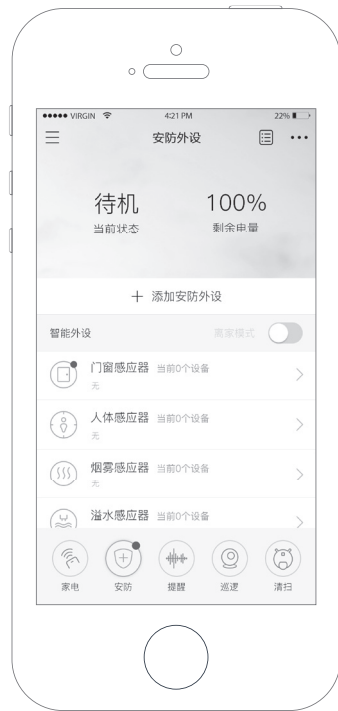 ●●●●● VIRGIN 4:21 PM 22%
安防外设
待机 100%
当前状态 剩余电量
+ 添加安防外设
智能外设 离家模式
门窗感应器 当前0个设备
无
人体感应器 当前0个设备
无
烟雾感应器 当前0个设备
无
溢水感应器 当前0个设备
家电 安防 提醒 巡逻 清扫